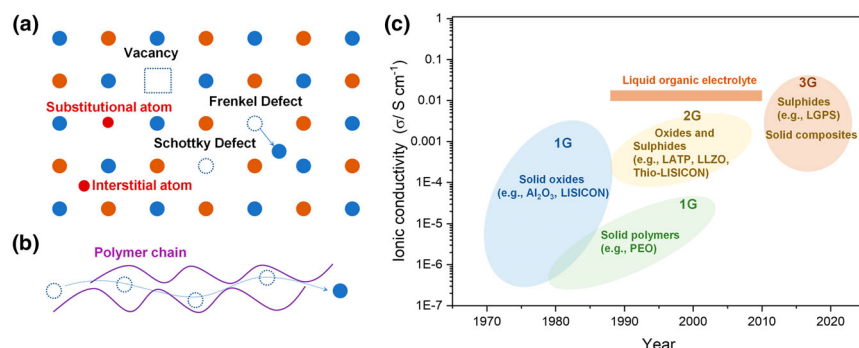 (a)
Vacancy
Substitutional atom
Frenkel Defect
Schottky Defect
Interstitial atom
(b)
Polymer chain
(c)
Ionic conductivity (σ/ S cm⁻¹)
1
0.1
0.01
0.001
1E-4
1E-5
1E-6
1E-7
Liquid organic electrolyte
3G
Sulphides
(e.g., LGPS)
Solid composites
2G
Oxides and
Sulphides
(e.g., LATP, LLZO,
Thio-LISICON)
1G
Solid oxides
(e.g., Al₂O₃, LISICON)
1G
Solid polymers
(e.g., PEO)
1970
1980
1990
2000
2010
2020
Year